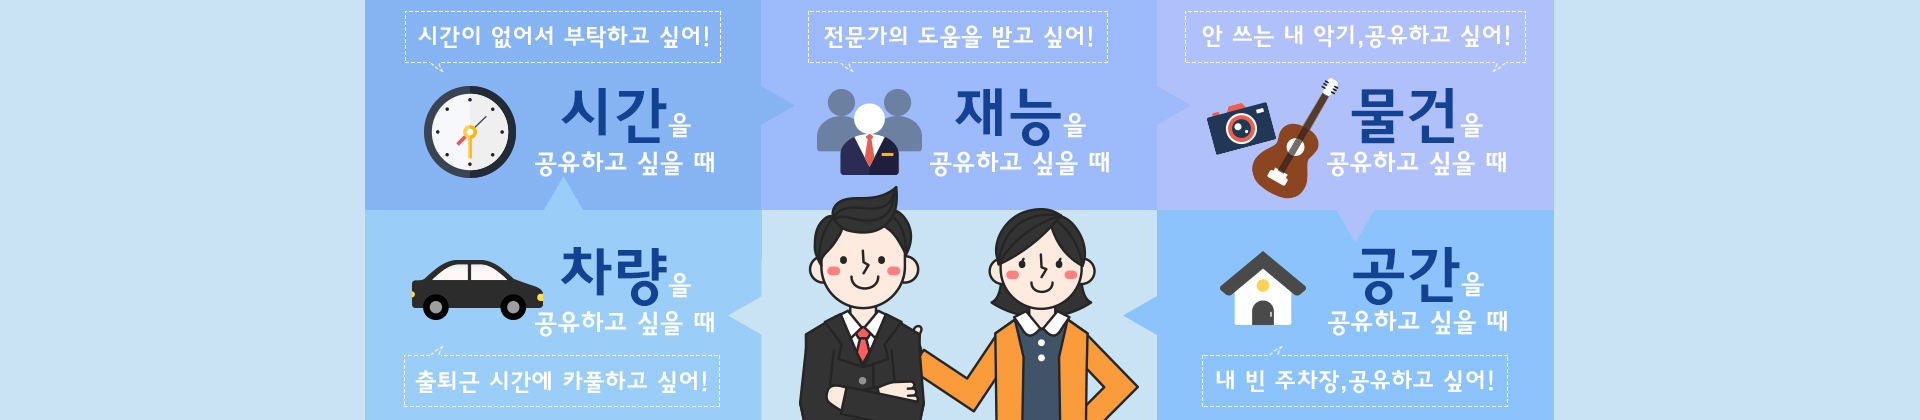 시간이 없어서 부탁하고 싶어!
시간을
공유하고 싶을 때
전문가의 도움을 받고 싶어!
재능을
공유하고 싶을 때
안 쓰는 내 악기,공유하고 싶어!
물건을
공유하고 싶을 때
차량을
공유하고 싶을 때
출퇴근 시간에 카풀하고 싶어!
공간을
공유하고 싶을 때
내 빈 주차장,공유하고 싶어!